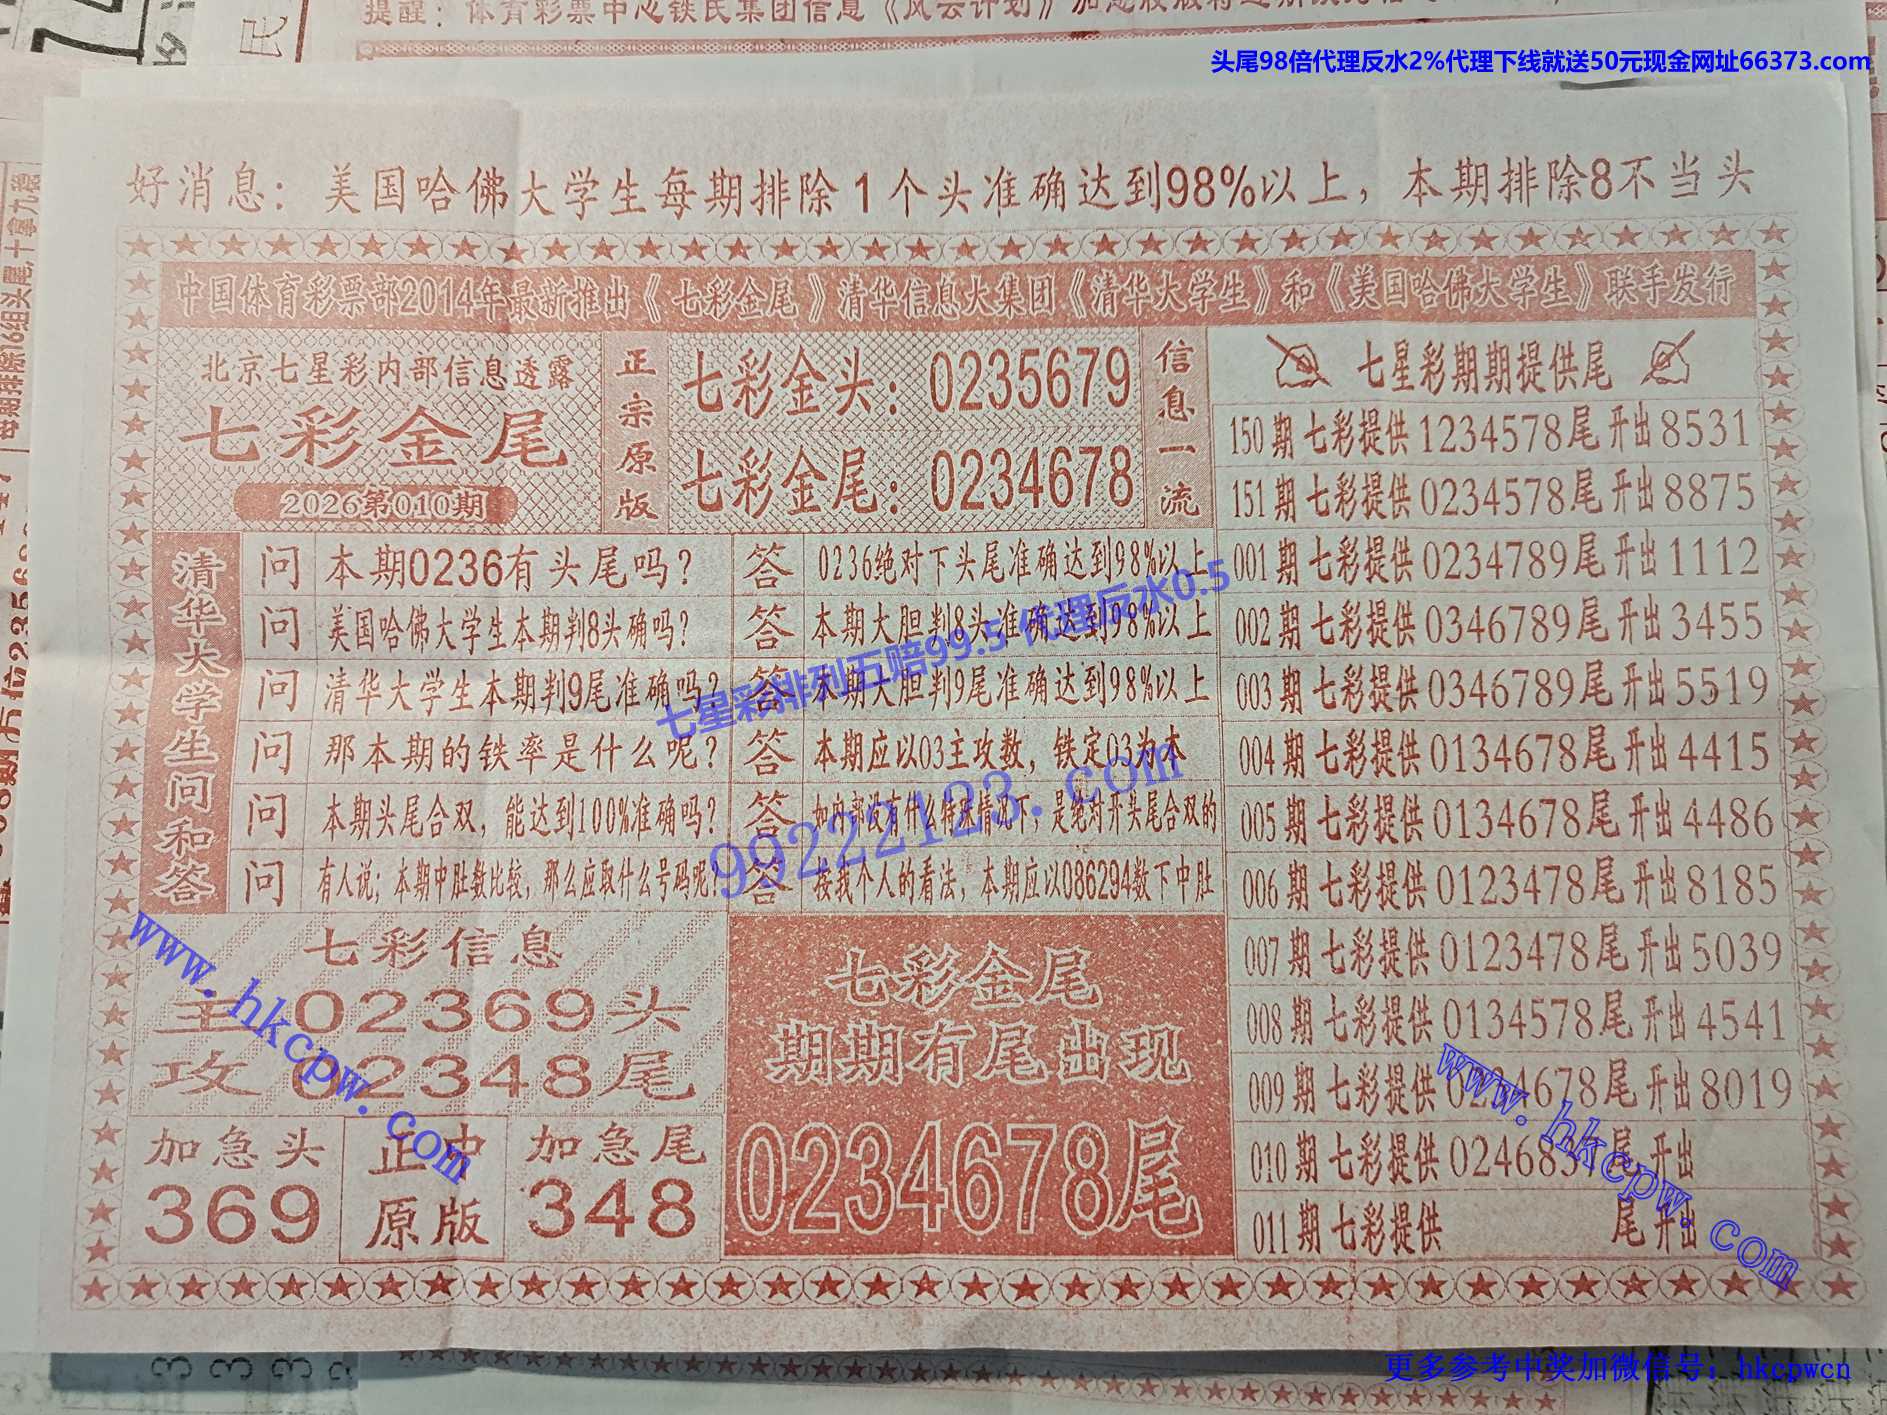 头尾98倍代理反水2%代理下线就送50元现金网址66373.com
好消息：美国哈佛大学生每期排除1个头准确达到98%以上，本期排除8不当头
中国体育彩票部2014年最新推出《七彩金尾》清华信息大集团《清华大学生》和《美国哈佛大学生》联手发行
北京七星彩内部信息透露
七彩金尾
2026第010期
正宗原版
七彩金头：0235679
七彩金尾：0234678
信息一流
清华大学生问和答
问 本期0236有头尾吗？ 答 0236绝对下头尾准确达到98%以上
问 美国哈佛大学生本期判8头确吗？ 答 本期大胆判8头准确达到98%以上
问 清华大学生本期判9尾准确吗？ 答 本期大胆判9尾准确达到98%以上
问 那本期的铁率是什么呢？ 答 本期应以03主攻数，铁定03为本
问 本期头尾合双，能达到100%准确吗？ 答 如内部没有什么特殊情况下，是绝对开头尾合双的
问 有人说；本期中肚数比较，那么应取什么号码呢？ 答 按我个人的看法，本期应以086294数下中肚
七彩信息
主攻
02369头
02348尾
加急头
369
正中原版
加急尾
348
七彩金尾
期期有尾出现
0234678尾
七星彩期期提供尾
150期七彩提供1234578尾开出8531
151期七彩提供0234578尾开出8875
001期七彩提供0234789尾开出1112
002期七彩提供0346789尾开出3455
003期七彩提供0346789尾开出5519
004期七彩提供0134678尾开出4415
005期七彩提供0134678尾开出4486
006期七彩提供0123478尾开出8185
007期七彩提供0123478尾开出5039
008期七彩提供0134578尾开出4541
009期七彩提供0234678尾开出8019
010期七彩提供02468 尾开出
011期七彩提供 尾开出
七星彩排列五赔99.5 代理反水0.5
99222123.com
www.hkcpw.com
www.hkcpw.com
更多参考中奖加微信号：hkcpwcn